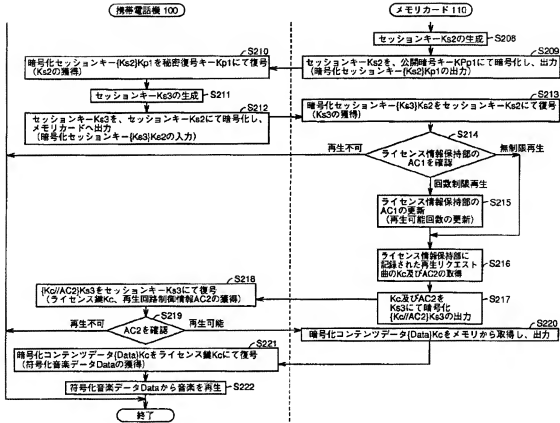 携帯電話機 100
メモリカード 110
セッションキーKs2の生成
S208
S209
セッションキーKs2を、公開暗号キーKPp1にて暗号化し、出力
(暗号化セッションキー{Ks2}Kp1の出力)
S210
暗号化セッションキー{Ks2}Kp1を秘密復号キーKp1にて復号
(Ks2の獲得)
セッションキーKs3の生成
S211
S212
セッションキーKs3を、セッションキーKs2にて暗号化し、
メモリカードへ出力
(暗号化セッションキー{Ks3}Ks2の入力)
S213
暗号化セッションキー{Ks3}Ks2をセッションキーKs2にて復号
(Ks3の獲得)
S214
再生不可
ライセンス情報保持部の
AC1を確認
無制限再生
回数制限再生
ライセンス情報保持部の
AC1の更新
(再生可能回数の更新)
S215
ライセンス情報保持部に
記録された再生リクエスト
曲のKc及びAC2の取得
S216
Kc及びAC2を
Ks3にて暗号化
{Kc//AC2}Ks3の出力
S217
S218
{Kc//AC2}Ks3をセッションキーKs3にて復号
(ライセンス鍵Kc、再生回路制御情報AC2の獲得)
S219
再生不可
AC2を確認
再生可能
S220
暗号化コンテンツデータ{Data}Kcをメモリから取得し、出力
S221
暗号化コンテンツデータ{Data}Kcをライセンス鍵Kcにて復号
(符号化音楽データDataの獲得)
符号化音楽データDataから音楽を再生
S222
終了